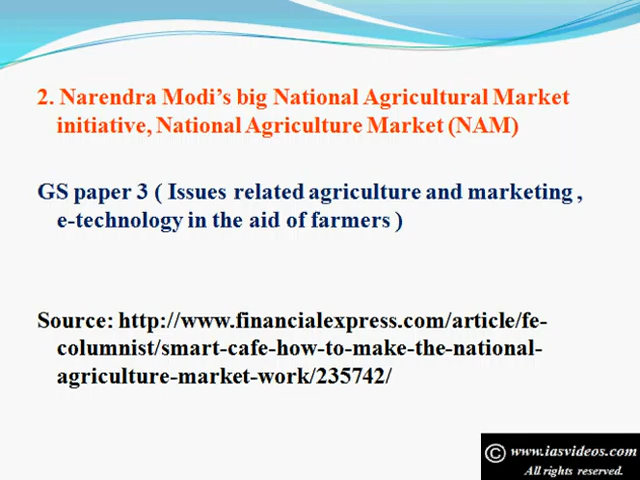 2. Narendra Modi's big National Agricultural Market
initiative, National Agriculture Market (NAM)
GS paper 3 ( Issues related agriculture and marketing ,
e-technology in the aid of farmers )
Source: http://www.financialexpress.com/article/fe-
columnist/smart-cafe-how-to-make-the-national-
agriculture-market-work/235742/
© www.iasvideos.com
All rights reserved.